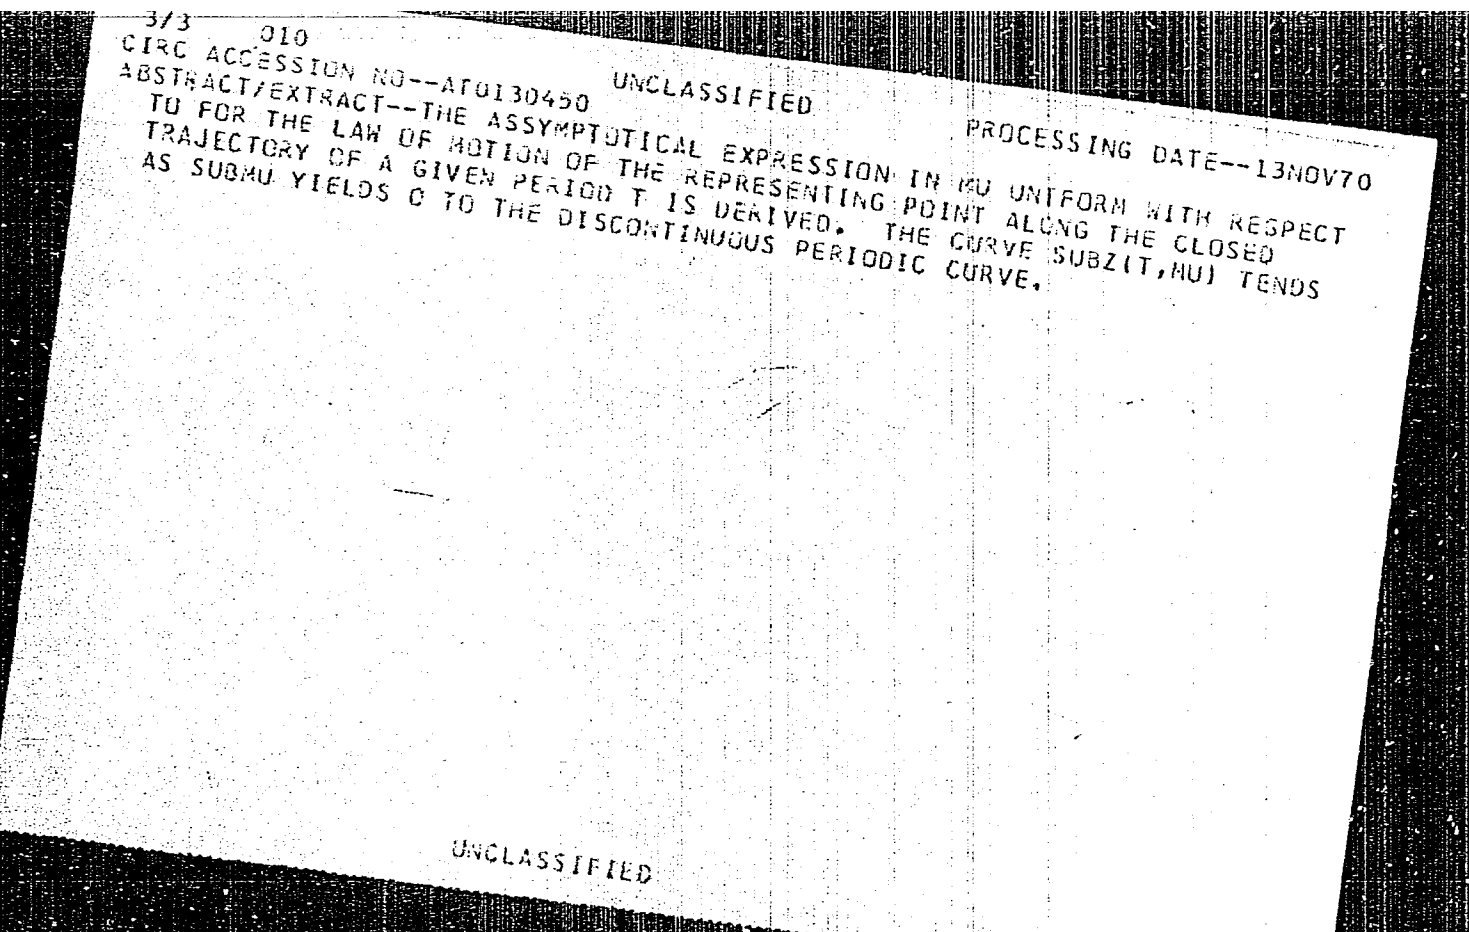 3/3 010 UNCLASSIFIED PROCESSING DATE--13NOV70
CIRC ACCESSION NO--AT0130450
ABSTRACT/EXTRACT--THE ASSYMPTOTICAL EXPRESSION IN MU UNIFORM WITH RESPECT
TO FOR THE LAW OF MOTION OF THE REPRESENTING POINT ALONG THE CLOSED
TRAJECTORY OF A GIVEN PERIOD T IS DERIVED. THE CURVE SUBZ(T,MU) TENDS
AS SUBMU YIELDS O TO THE DISCONTINUOUS PERIODIC CURVE.
UNCLASSIFIED